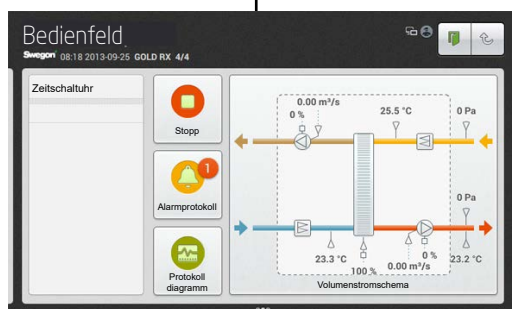 Bedienfeld
Swegon 08:18 2013-09-25 GOLD RX 4/4
Zeitschaltuhr
Stopp
1
Alarmprotokoll
Protokoll
diagramm
0.00 m³/s
0 %
25.5 °C
0 Pa
0 Pa
23.3 °C
100 %
0.00 m³/s
0 %
23.2 °C
Volumenstromschema